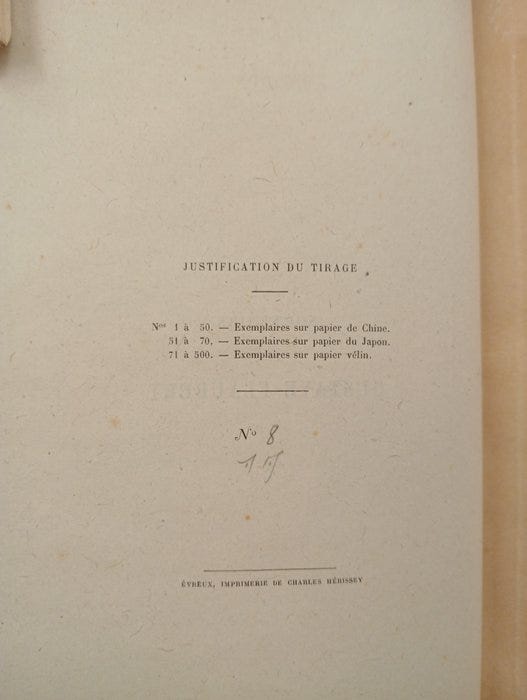 JUSTIFICATION DU TIRAGE
Nos 1 à 50. — Exemplaires sur papier de Chine.
51 à 70. — Exemplaires sur papier du Japon.
71 à 500. — Exemplaires sur papier vélin.
No 8
ÉVREUX, IMPRIMERIE DE CHARLES HÉRISSEY